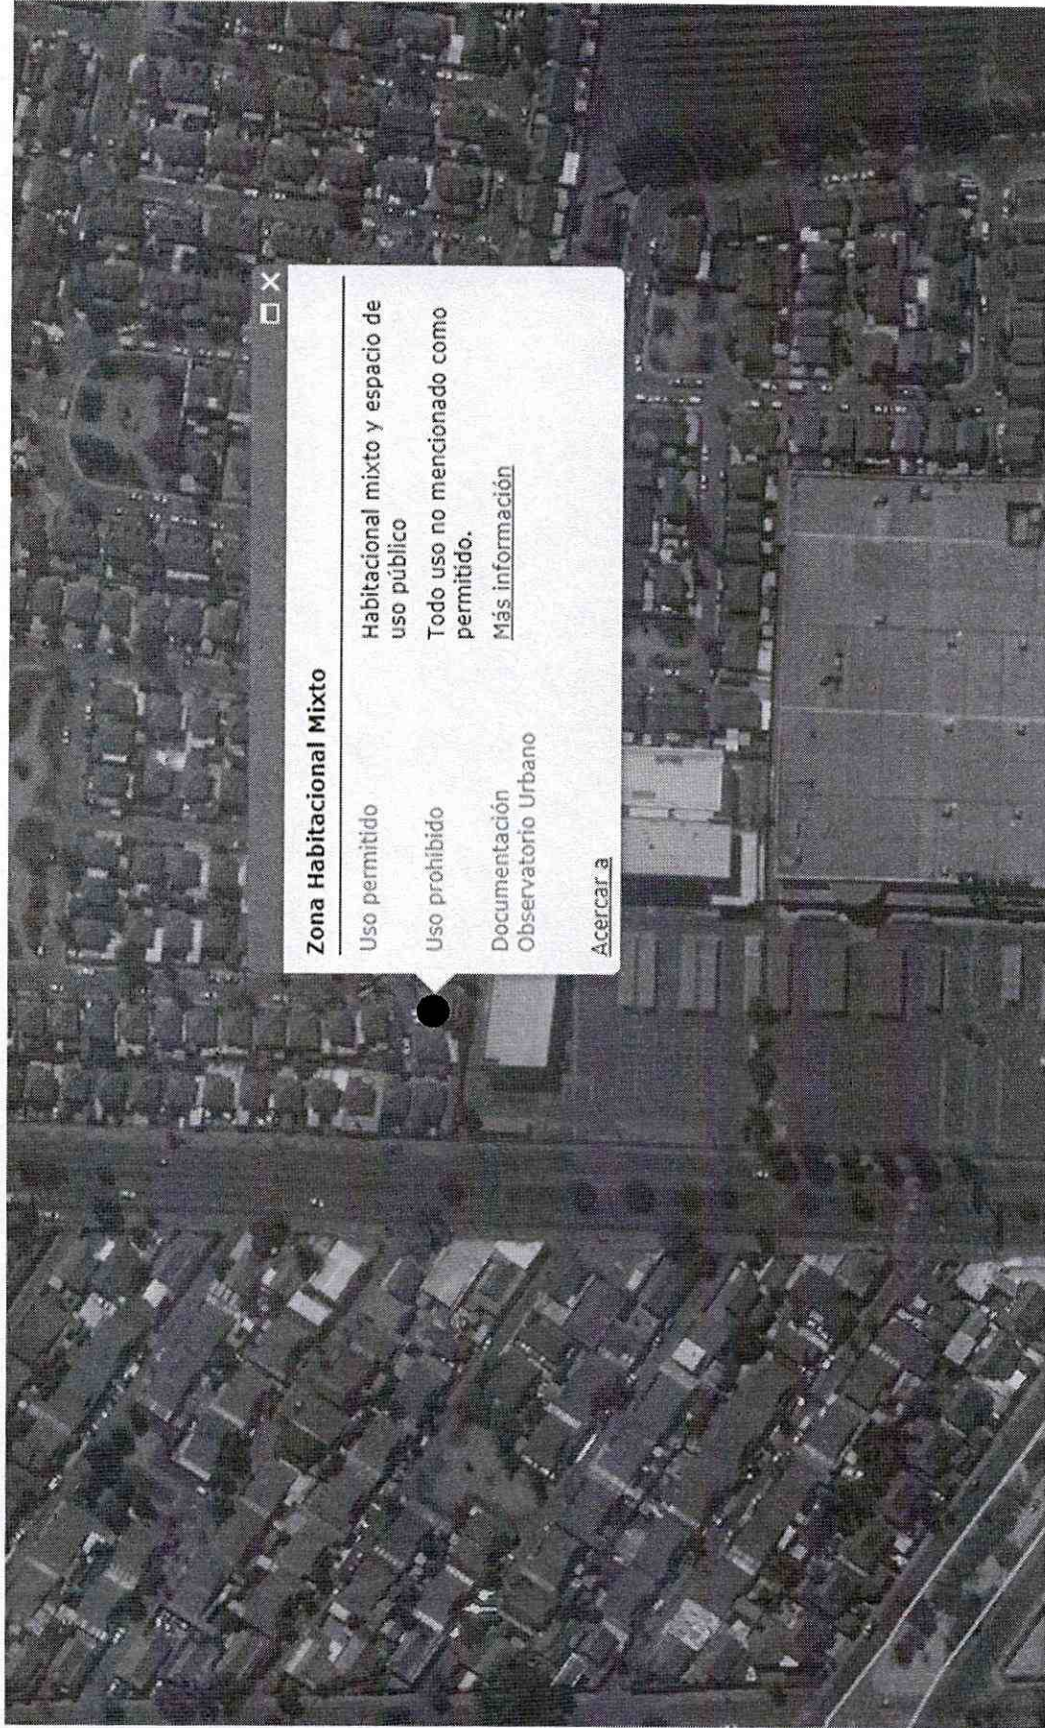 Zona Habitacional Mixto
Uso permitido
Habitacional mixto y espacio de
uso público
Uso prohibido
Todo uso no mencionado como
permitido.
Documentación
Observatorio Urbano
Más información
Acercar a